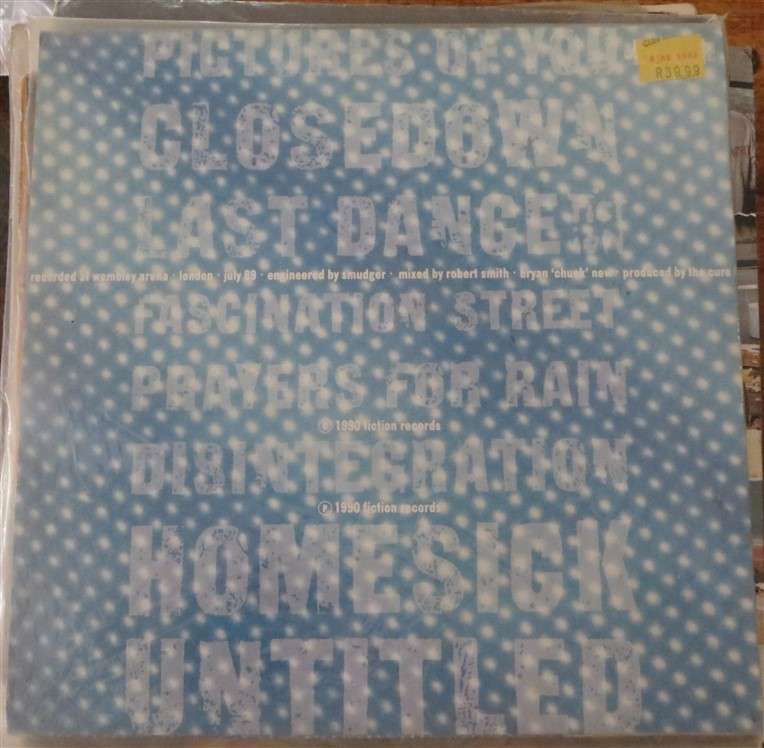 PICTURES OF YOU
R39.99
CLOSEDOWN
LAST DANCE
recorded at wembley arena · london · july 89 · engineered by smudger · mixed by robert smith · bryan 'chuck' new · produced by the cure
FASCINATION STREET
PRAYERS FOR RAIN
© 1990 fiction records
DISINTEGRATION
℗ 1990 fiction records
HOMESICK
UNTITLED